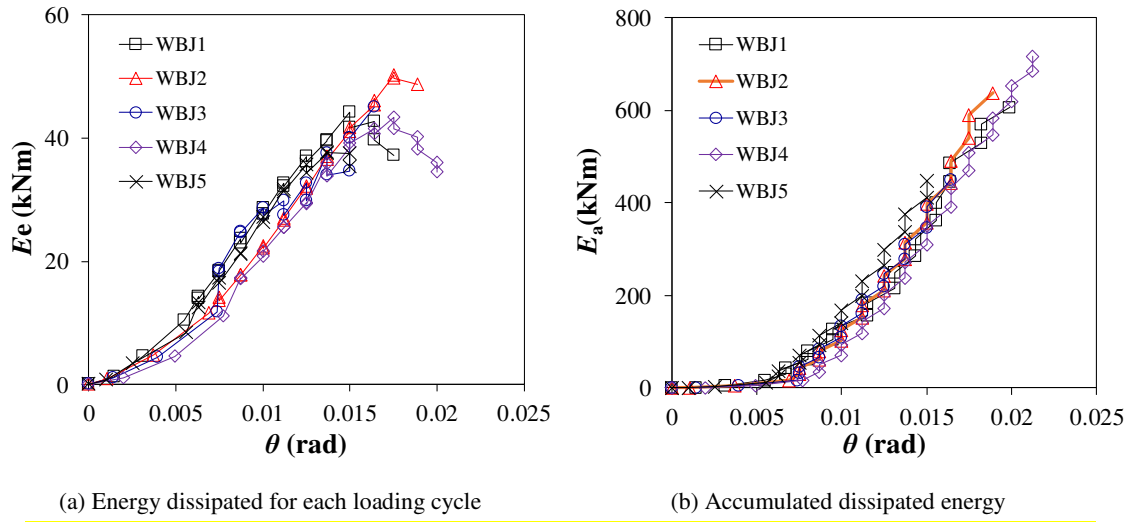 60
40
20
0
Ee (kNm)
WBJ1
WBJ2
WBJ3
WBJ4
WBJ5
0 0.005 0.01 0.015 0.02 0.025
θ (rad)
(a) Energy dissipated for each loading cycle
800
600
400
200
0
Ea(kNm)
WBJ1
WBJ2
WBJ3
WBJ4
WBJ5
0 0.005 0.01 0.015 0.02 0.025
θ (rad)
(b) Accumulated dissipated energy